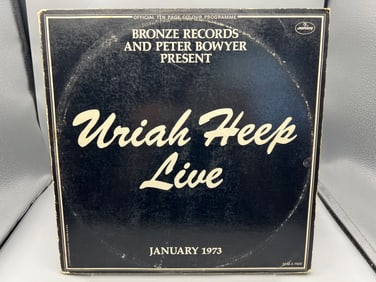 OFFICIAL TEN PAGE COLOUR PROGRAMME
BRONZE RECORDS
AND PETER BOWYER
PRESENT
Uriah Heep
Live
JANUARY 1973